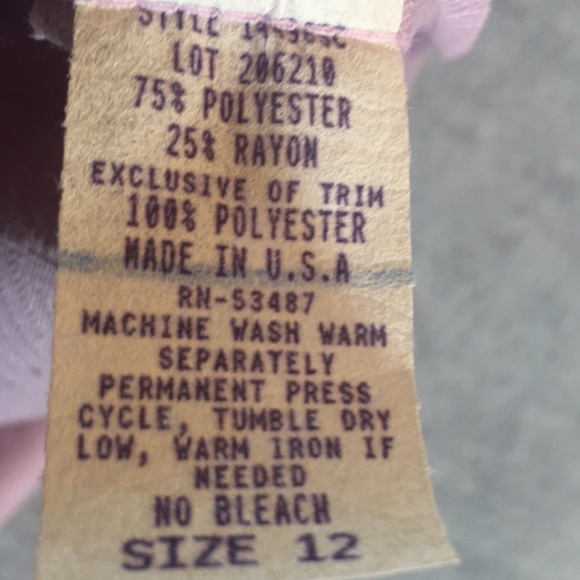 STYLE
LOT 206210
75% POLYESTER
25% RAYON
EXCLUSIVE OF TRIM
100% POLYESTER
MADE IN U.S.A
RN-53487
MACHINE WASH WARM
SEPARATELY
PERMANENT PRESS
CYCLE, TUMBLE DRY
LOW, WARM IRON IF
NEEDED
NO BLEACH
SIZE 12